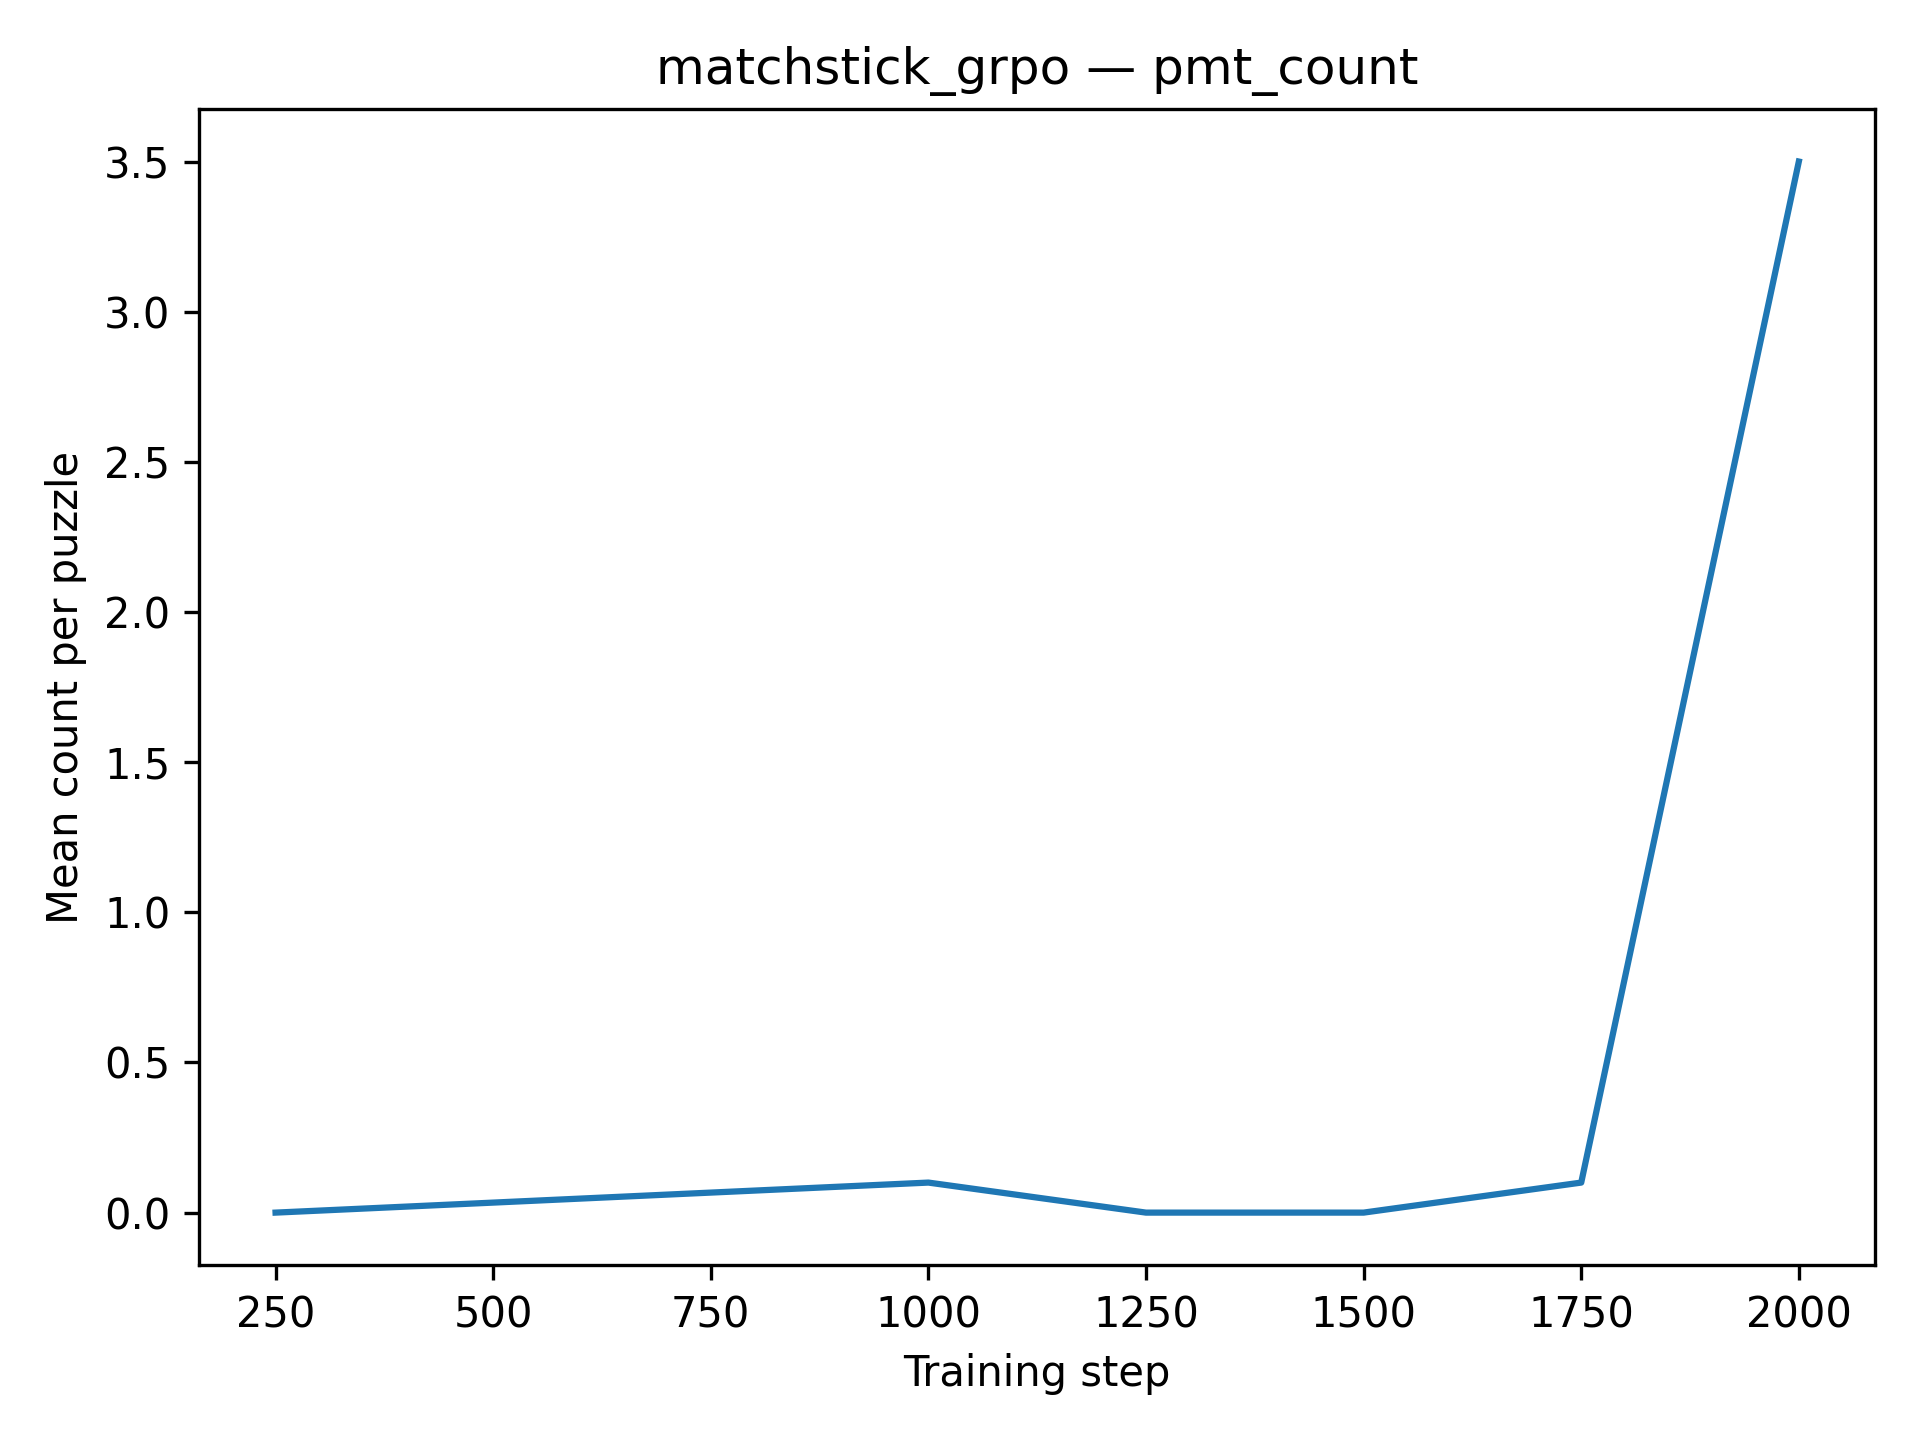 matchstick_grpo — pmt_count
Mean count per puzzle
3.5
3.0
2.5
2.0
1.5
1.0
0.5
0.0
250 500 750 1000 1250 1500 1750 2000
Training step